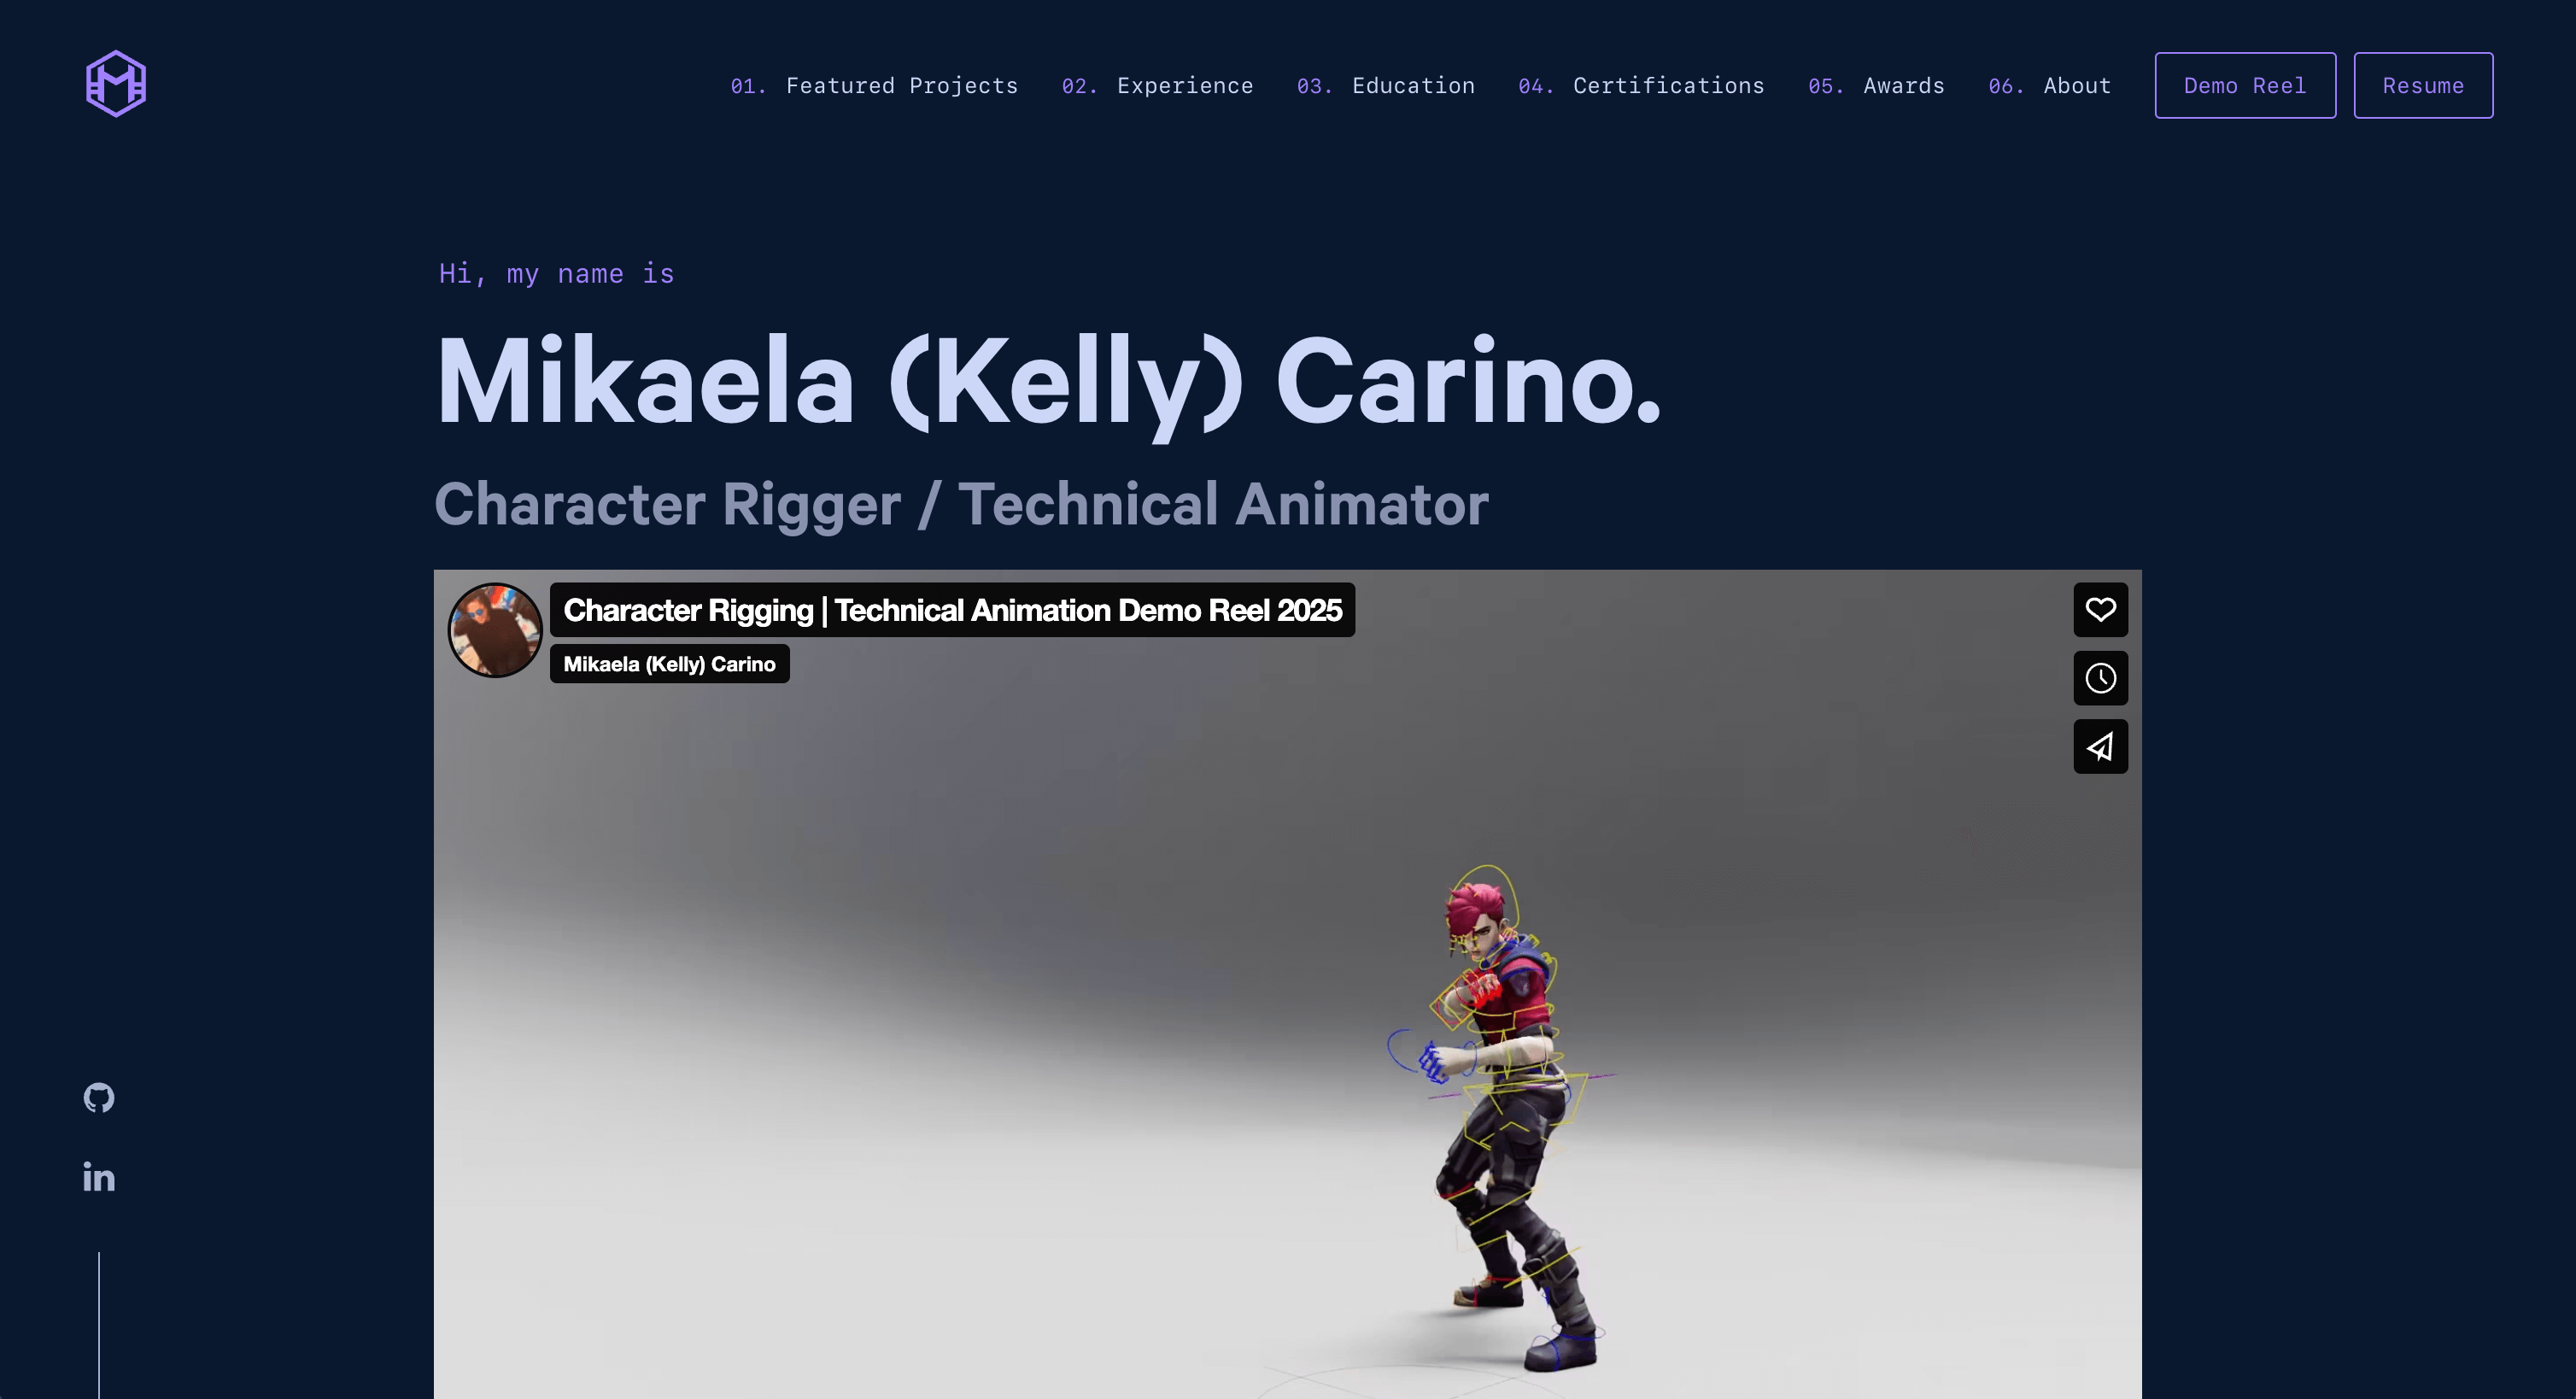 01. Featured Projects 02. Experience 03. Education 04. Certifications 05. Awards 06. About Demo Reel Resume
Hi, my name is
Mikaela (Kelly) Carino.
Character Rigger / Technical Animator
Character Rigging | Technical Animation Demo Reel 2025
Mikaela (Kelly) Carino